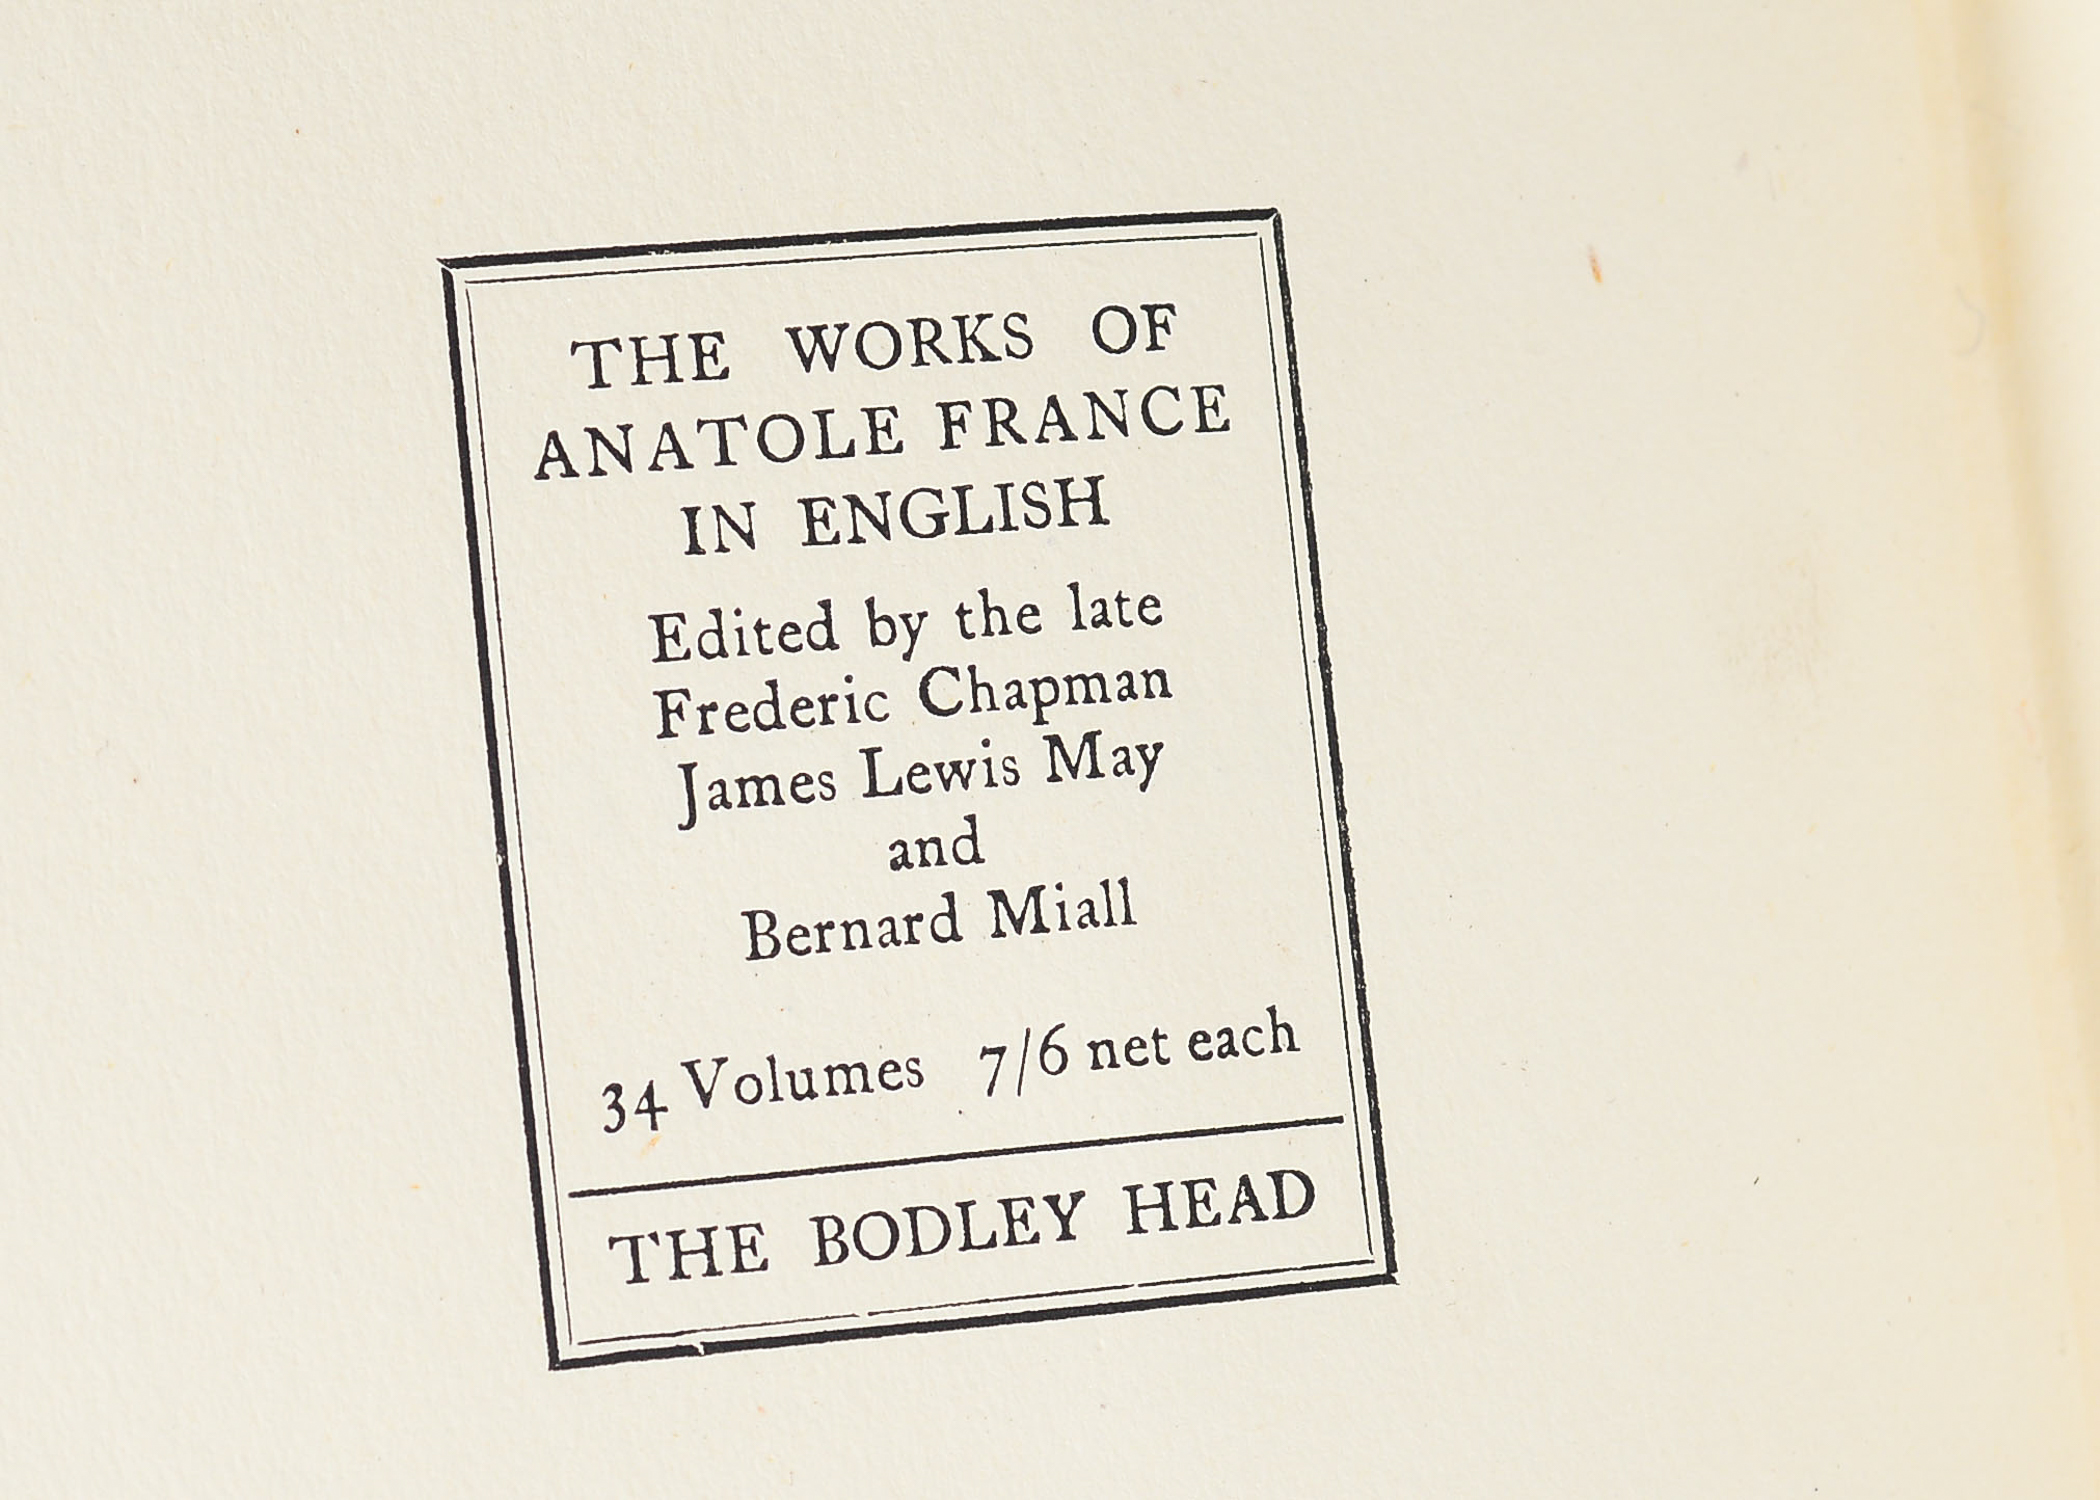 THE WORKS OF
ANATOLE FRANCE
IN ENGLISH
Edited by the late
Frederic Chapman
James Lewis May
and
Bernard Miall
34 Volumes 7/6 net each
THE BODLEY HEAD